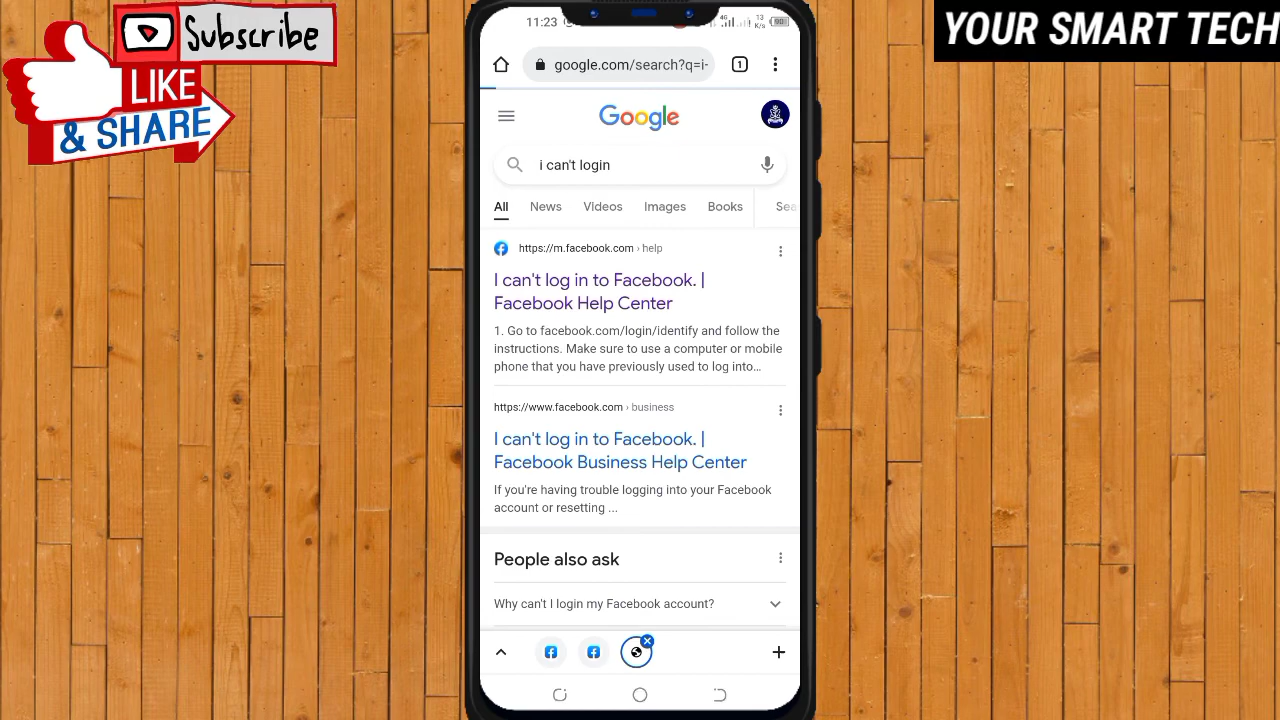 Subscribe
LIKE
& SHARE
YOUR SMART TECH
11:23
4G
13
K/s
google.com/search?q=i-
1
Google
i can't login
All News Videos Images Books Sea
https://m.facebook.com › help
I can't log in to Facebook. |
Facebook Help Center
1. Go to facebook.com/login/identify and follow the
instructions. Make sure to use a computer or mobile
phone that you have previously used to log into…
https://www.facebook.com › business
I can't log in to Facebook. |
Facebook Business Help Center
If you're having trouble logging into your Facebook
account or resetting ...
People also ask
Why can't I login my Facebook account?